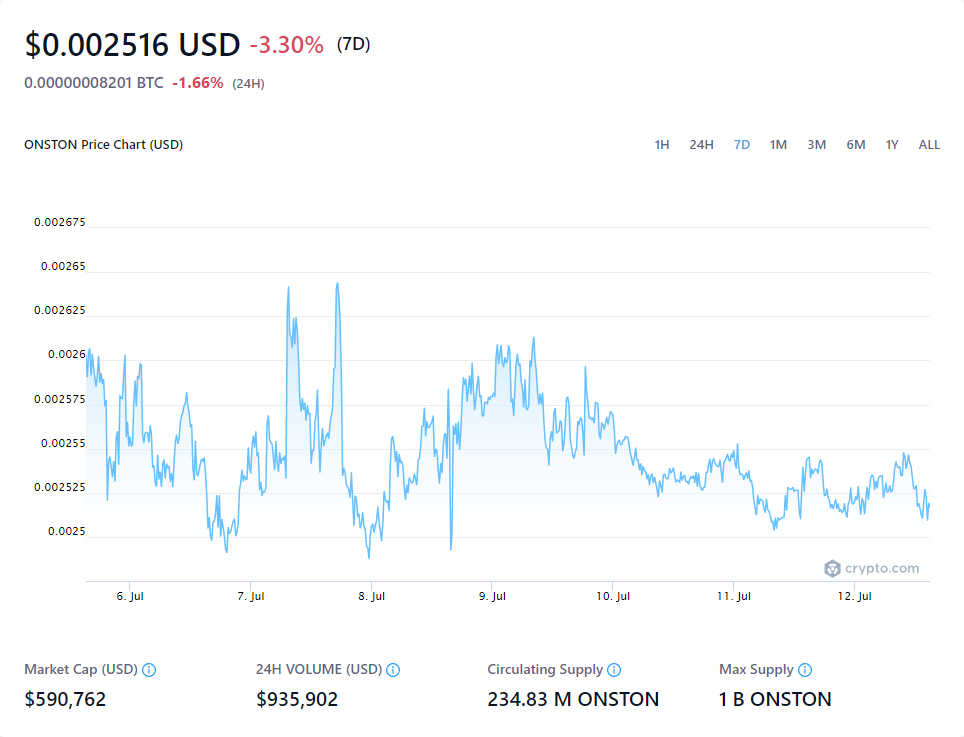 $0.002516 USD -3.30% (7D)
0.00000008201 BTC -1.66% (24H)
ONSTON Price Chart (USD) 1H 24H 7D 1M 3M 6M 1Y ALL
0.002675
0.00265
0.002625
0.0026
0.002575
0.00255
0.002525
0.0025
crypto.com
6. Jul 7. Jul 8. Jul 9. Jul 10. Jul 11. Jul 12. Jul
Market Cap (USD) 24H VOLUME (USD) Circulating Supply Max Supply
$590,762 $935,902 234.83 M ONSTON 1 B ONSTON